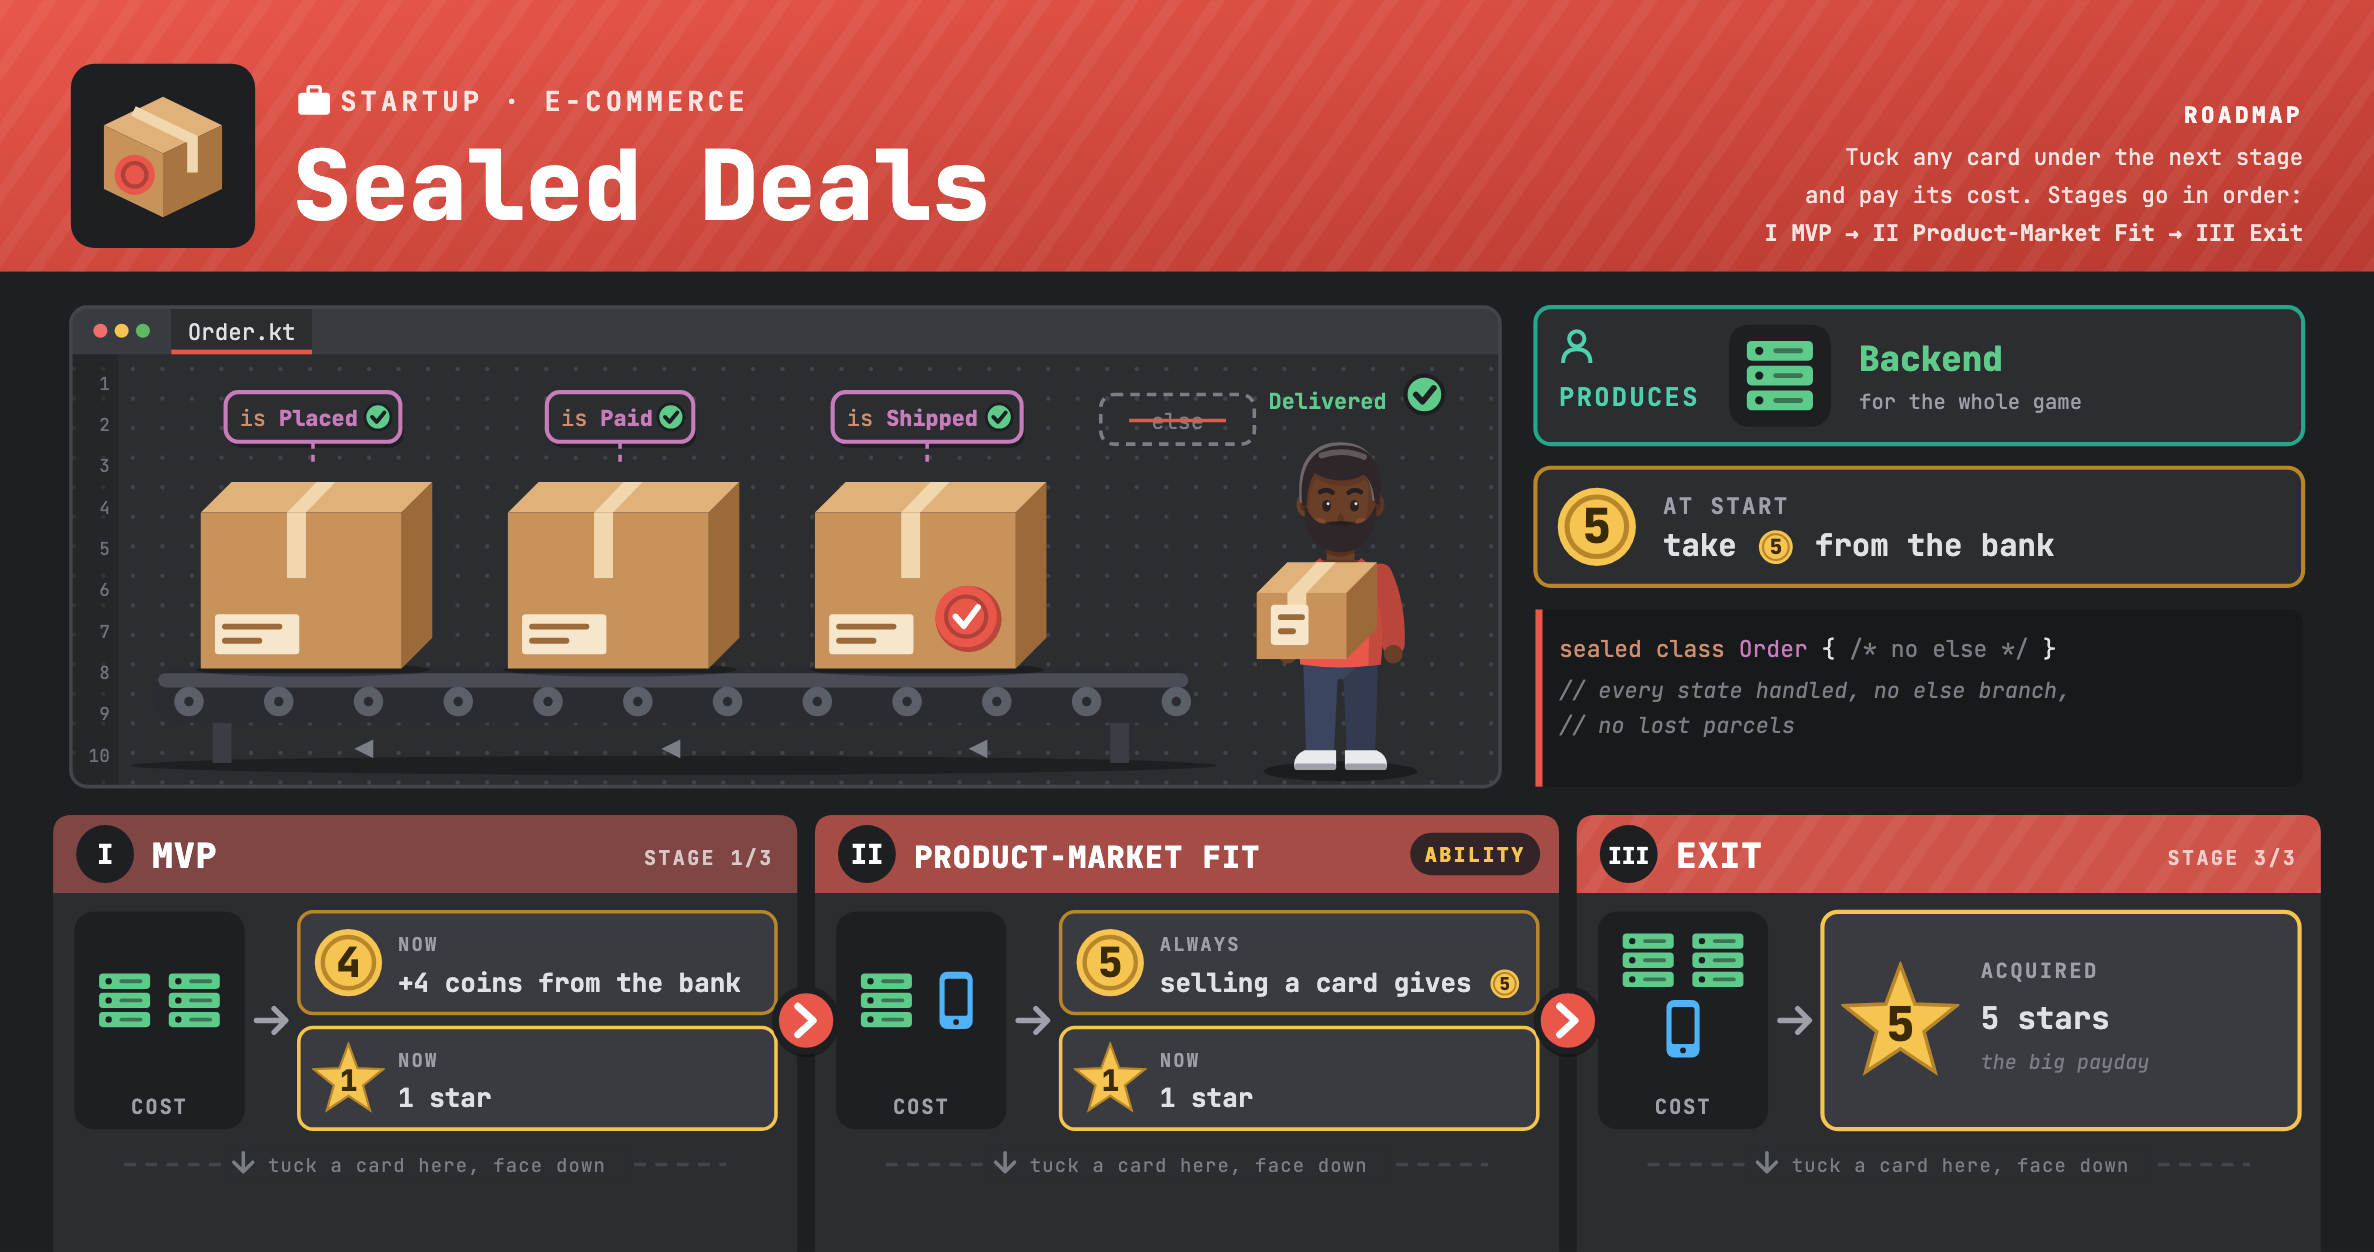 STARTUP · E-COMMERCE
Sealed Deals
ROADMAP
Tuck any card under the next stage
and pay its cost. Stages go in order:
I MVP → II Product-Market Fit → III Exit
Order.kt
1
2
3
4
5
6
7
8
9
10
is Placed
is Paid
is Shipped
else
Delivered
PRODUCES
Backend
for the whole game
5
AT START
take 5 from the bank
sealed class Order { /* no else */ }
// every state handled, no else branch,
// no lost parcels
I MVP
STAGE 1/3
COST
4
NOW
+4 coins from the bank
1
NOW
1 star
tuck a card here, face down
II PRODUCT-MARKET FIT
ABILITY
COST
5
ALWAYS
selling a card gives 5
1
NOW
1 star
tuck a card here, face down
III EXIT
STAGE 3/3
COST
5
ACQUIRED
5 stars
the big payday
tuck a card here, face down